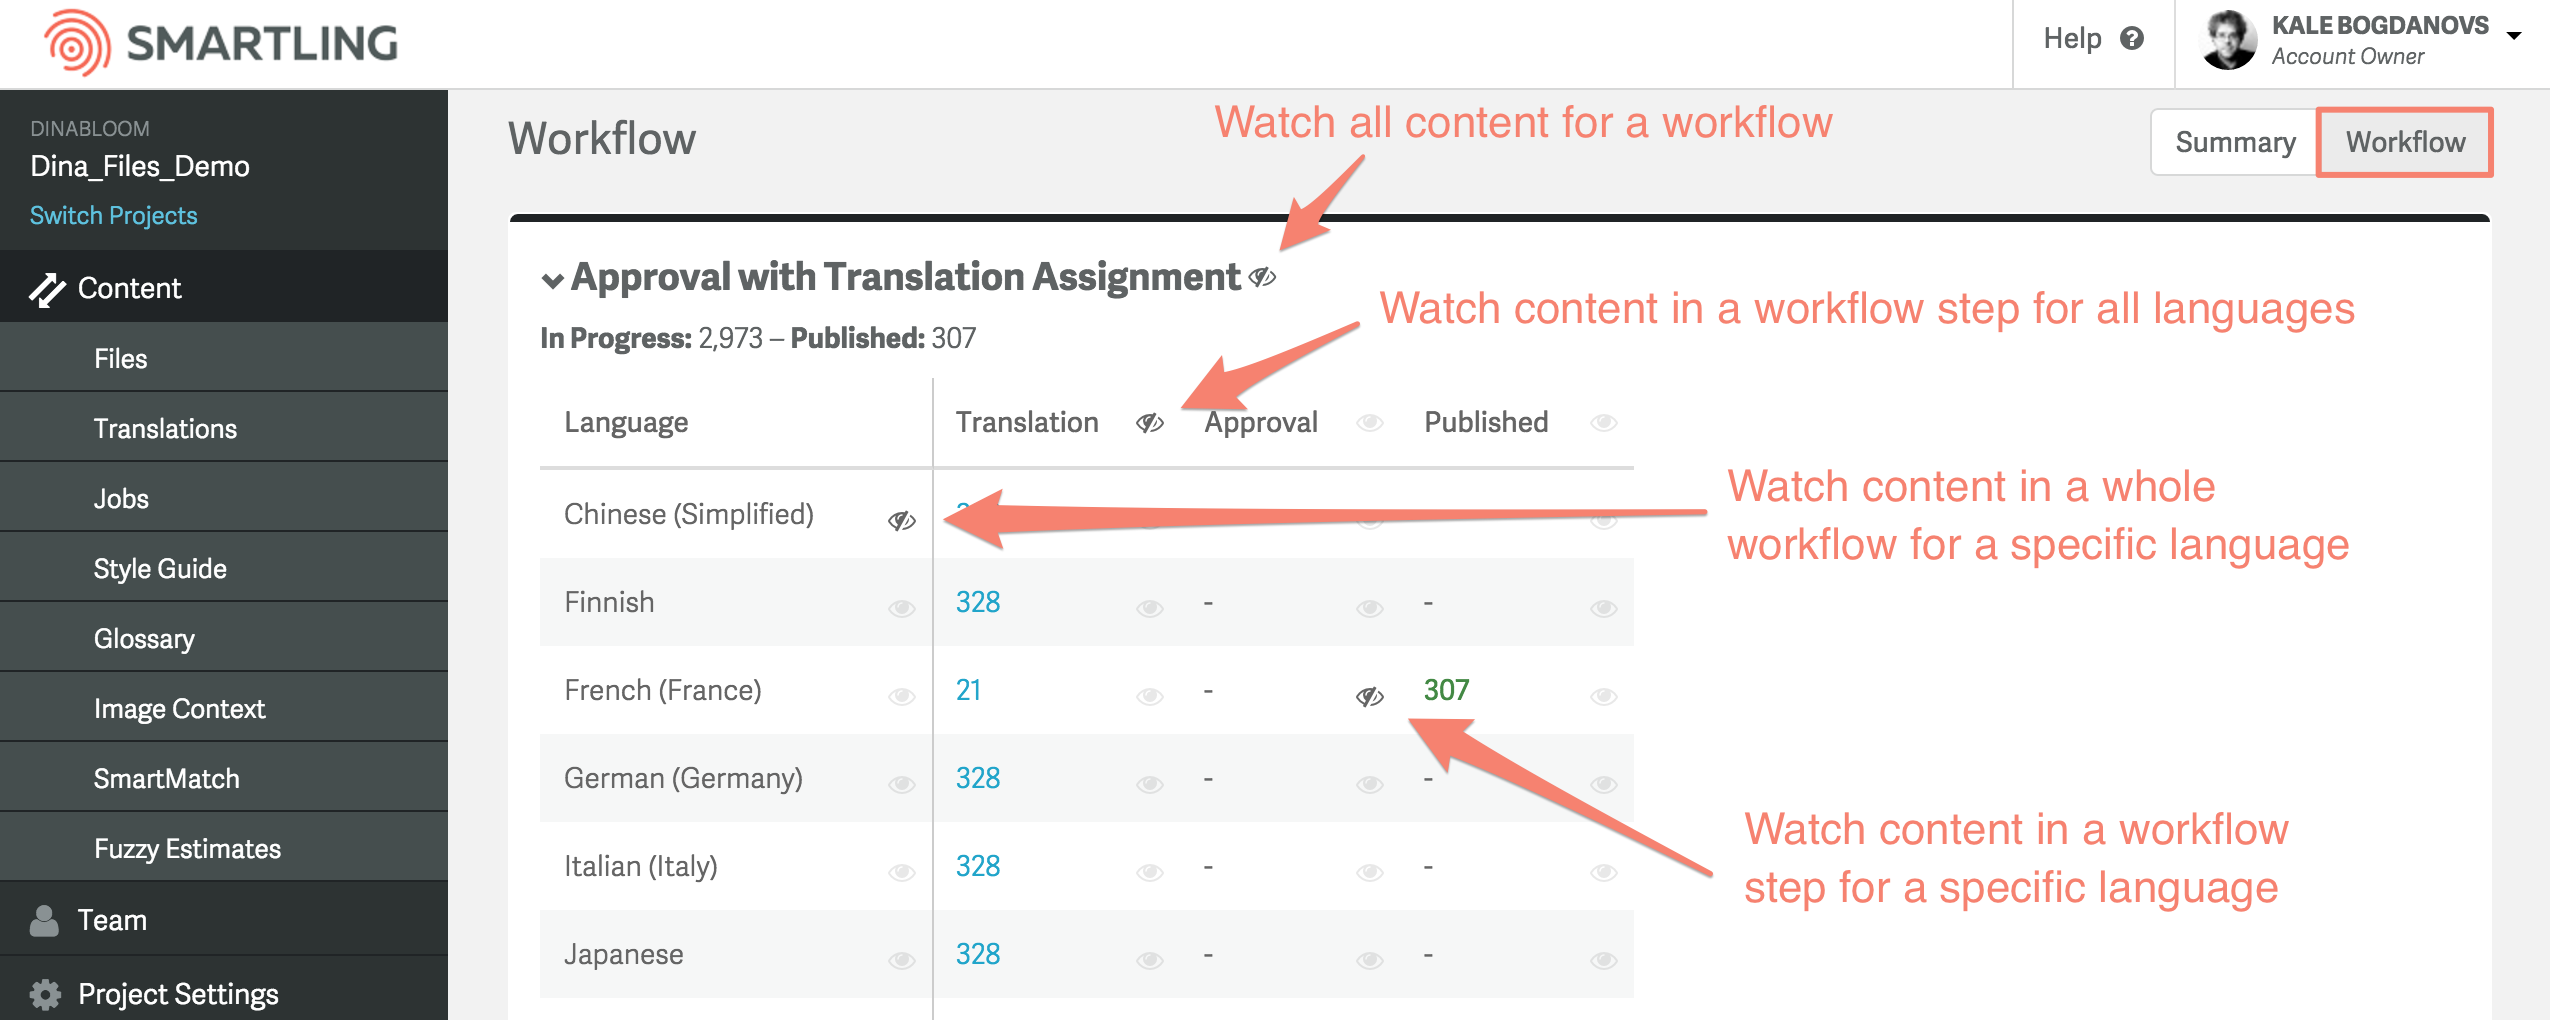 SMARTLING
Help ?
KALE BOGDANOVS
Account Owner
DINABLOOM
Dina_Files_Demo
Switch Projects
Content
Files
Translations
Jobs
Style Guide
Glossary
Image Context
SmartMatch
Fuzzy Estimates
Team
Project Settings
Workflow
Watch all content for a workflow
Summary
Workflow
Approval with Translation Assignment
Watch content in a workflow step for all languages
In Progress: 2,973 – Published: 307
Language Translation Approval Published
Chinese (Simplified)
Watch content in a whole
workflow for a specific language
Finnish 328 - -
French (France) 21 - 307
German (Germany) 328 - -
Watch content in a workflow
step for a specific language
Italian (Italy) 328 - -
Japanese 328 - -